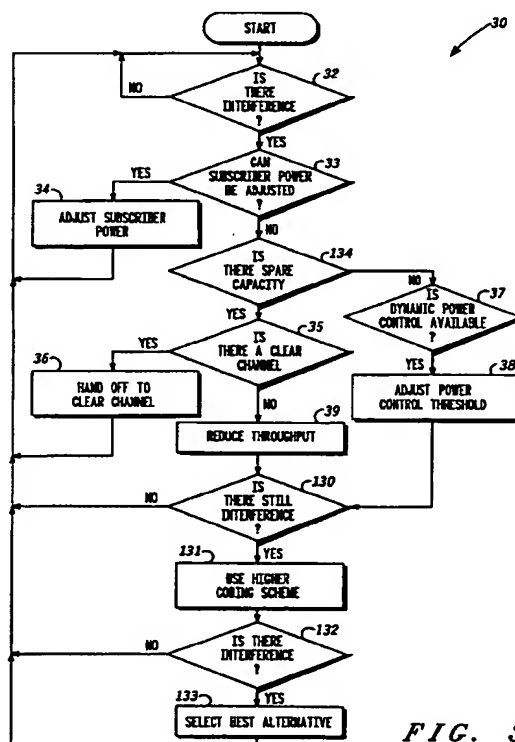 START
30
IS
THERE
INTERFERENCE
?
32
NO
YES
CAN
SUBSCRIBER POWER
BE ADJUSTED
?
33
YES
34
ADJUST SUBSCRIBER
POWER
NO
IS
THERE SPARE
CAPACITY
134
NO
YES
IS
DYNAMIC POWER
CONTROL AVAILABLE
?
37
IS
THERE A CLEAR
CHANNEL
35
YES
36
HAND OFF TO
CLEAR CHANNEL
YES
ADJUST POWER
CONTROL THRESHOLD
38
NO
REDUCE THROUGHPUT
39
IS
THERE STILL
INTERFERENCE
?
130
NO
YES
131
USE HIGHER
CODING SCHEME
IS THERE
INTERFERENCE
?
132
NO
YES
133
SELECT BEST ALTERNATIVE
FIG. 3